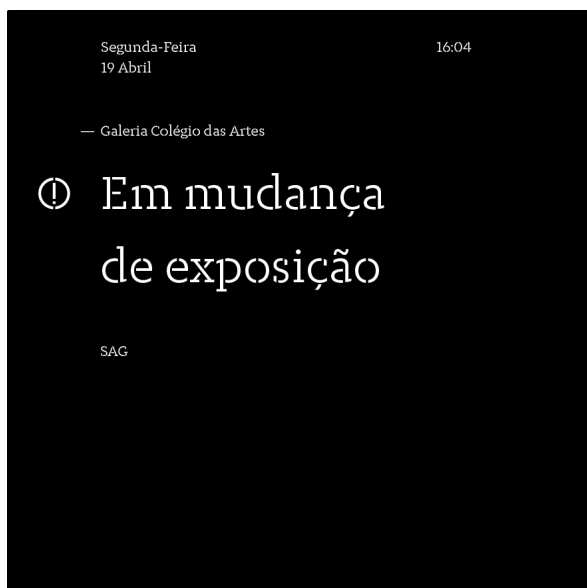 Segunda-Feira 16:04
19 Abril
— Galeria Colégio das Artes
Em mudança
de exposição
SAG